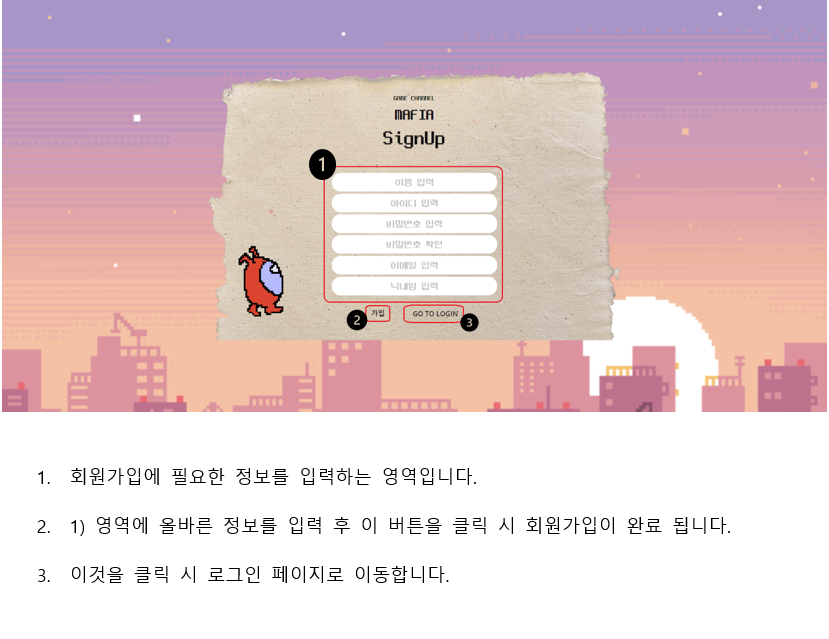 GAME CHANNEL
MAFIA
SignUp
1
이름 입력
아이디 입력
비밀번호 입력
비밀번호 확인
이메일 입력
닉네임 입력
2 가입 GO TO LOGIN 3
1. 회원가입에 필요한 정보를 입력하는 영역입니다.
2. 1) 영역에 올바른 정보를 입력 후 이 버튼을 클릭 시 회원가입이 완료 됩니다.
3. 이것을 클릭 시 로그인 페이지로 이동합니다.